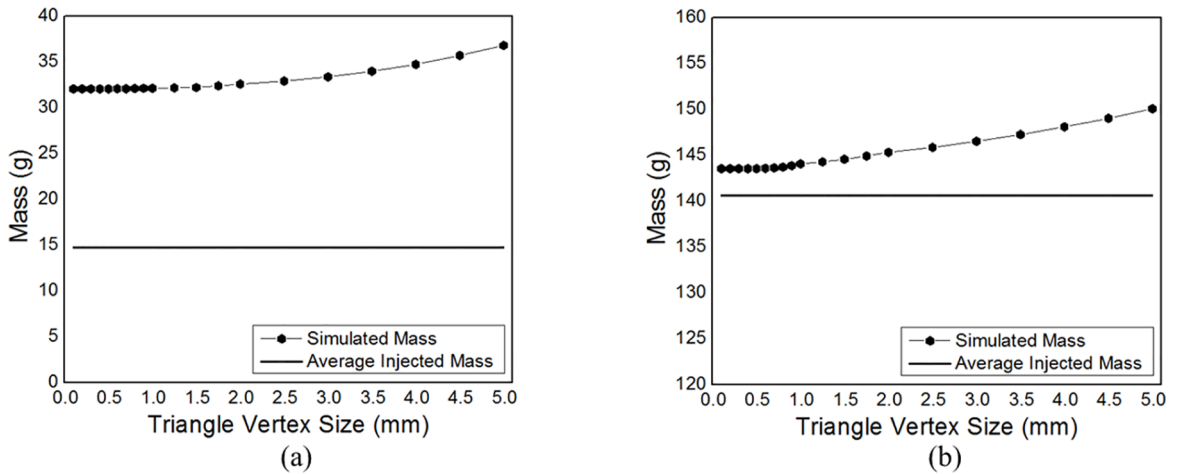 40
35
30
25
20
15
10
5
0
Mass (g)
Simulated Mass
Average Injected Mass
0.0 0.5 1.0 1.5 2.0 2.5 3.0 3.5 4.0 4.5 5.0
Triangle Vertex Size (mm)
(a)
160
155
150
145
140
135
130
125
120
Mass (g)
Simulated Mass
Average Injected Mass
0.0 0.5 1.0 1.5 2.0 2.5 3.0 3.5 4.0 4.5 5.0
Triangle Vertex Size (mm)
(b)